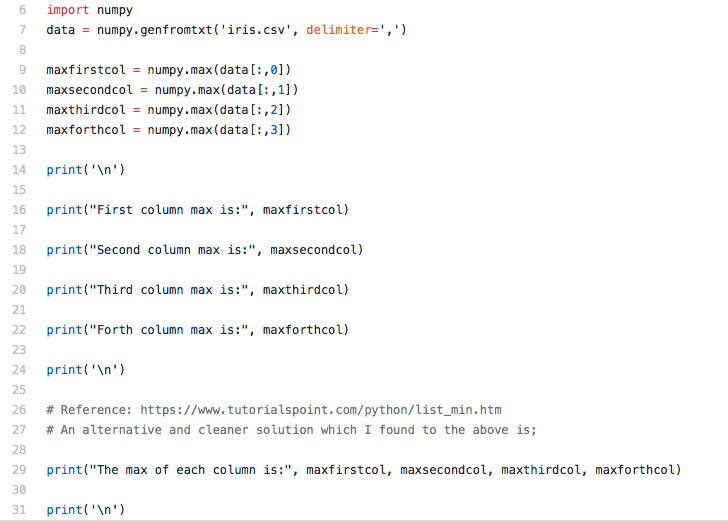 6 import numpy
7 data = numpy.genfromtxt('iris.csv', delimiter=',')
8
9 maxfirstcol = numpy.max(data[:,0])
10 maxsecondcol = numpy.max(data[:,1])
11 maxthirdcol = numpy.max(data[:,2])
12 maxforthcol = numpy.max(data[:,3])
13
14 print('\n')
15
16 print("First column max is:", maxfirstcol)
17
18 print("Second column max is:", maxsecondcol)
19
20 print("Third column max is:", maxthirdcol)
21
22 print("Forth column max is:", maxforthcol)
23
24 print('\n')
25
26 # Reference: https://www.tutorialspoint.com/python/list_min.htm
27 # An alternative and cleaner solution which I found to the above is;
28
29 print("The max of each column is:", maxfirstcol, maxsecondcol, maxthirdcol, maxforthcol)
30
31 print('\n')